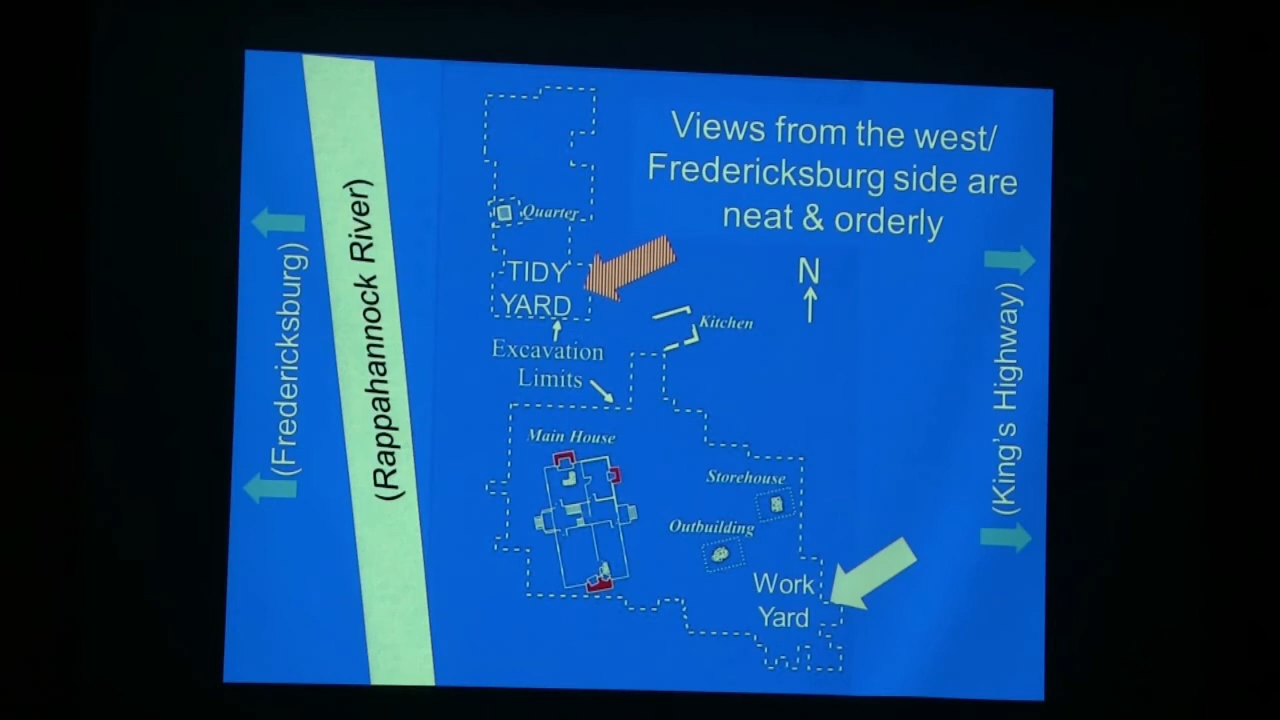 Views from the west/
Fredericksburg side are
neat & orderly
(Fredericksburg)
(Rappahannock River)
Quarter
TIDY
YARD
N
Kitchen
Excavation
Limits
(King's Highway)
Main House
Storehouse
Outbuilding
Work
Yard